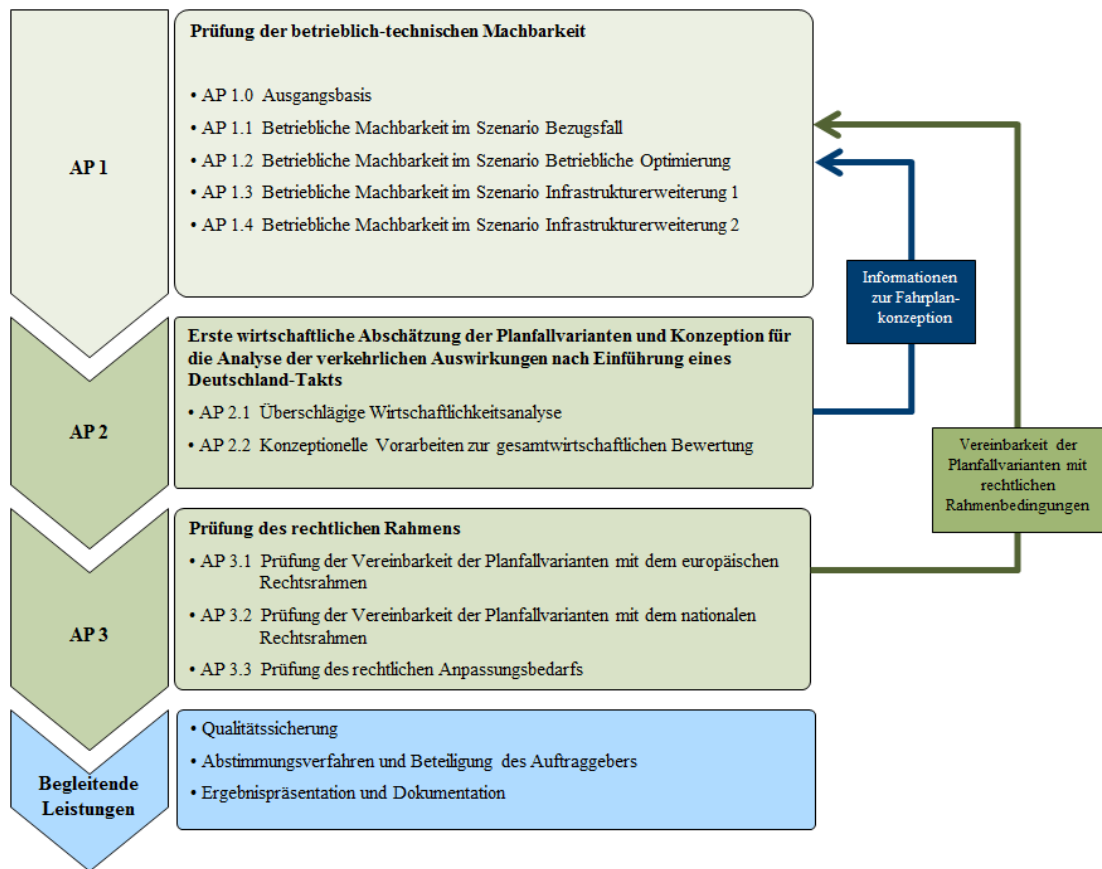 AP 1
Prüfung der betrieblich-technischen Machbarkeit
• AP 1.0 Ausgangsbasis
• AP 1.1 Betriebliche Machbarkeit im Szenario Bezugsfall
• AP 1.2 Betriebliche Machbarkeit im Szenario Betriebliche Optimierung
• AP 1.3 Betriebliche Machbarkeit im Szenario Infrastrukturerweiterung 1
• AP 1.4 Betriebliche Machbarkeit im Szenario Infrastrukturerweiterung 2
Informationen
zur Fahrplan-
konzeption
AP 2
Erste wirtschaftliche Abschätzung der Planfallvarianten und Konzeption für
die Analyse der verkehrlichen Auswirkungen nach Einführung eines
Deutschland-Takts
• AP 2.1 Überschlägige Wirtschaftlichkeitsanalyse
• AP 2.2 Konzeptionelle Vorarbeiten zur gesamtwirtschaftlichen Bewertung
Vereinbarkeit der
Planfallvarianten mit
rechtlichen
Rahmenbedingungen
AP 3
Prüfung des rechtlichen Rahmens
• AP 3.1 Prüfung der Vereinbarkeit der Planfallvarianten mit dem europäischen
Rechtsrahmen
• AP 3.2 Prüfung der Vereinbarkeit der Planfallvarianten mit dem nationalen
Rechtsrahmen
• AP 3.3 Prüfung des rechtlichen Anpassungsbedarfs
Begleitende
Leistungen
• Qualitätssicherung
• Abstimmungsverfahren und Beteiligung des Auftraggebers
• Ergebnispräsentation und Dokumentation